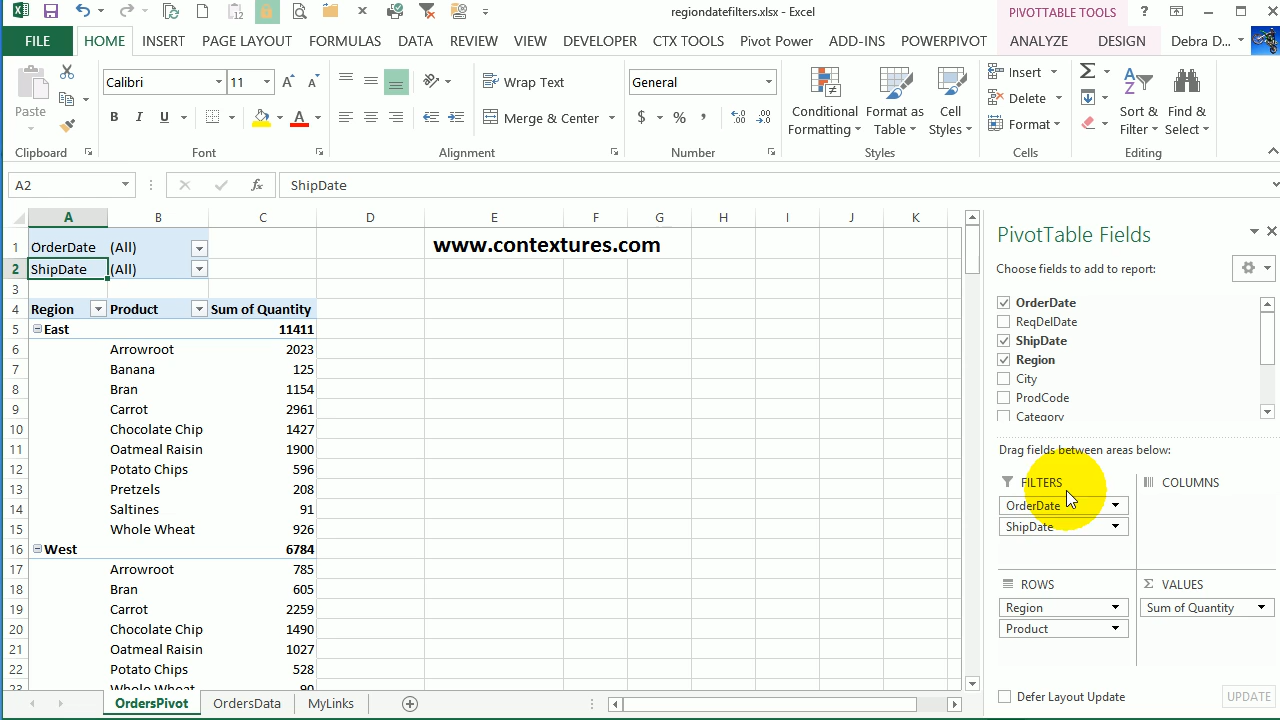 regiondatefilters.xlsx - Excel
PIVOTTABLE TOOLS
?
FILE HOME INSERT PAGE LAYOUT FORMULAS DATA REVIEW VIEW DEVELOPER CTX TOOLS Pivot Power ADD-INS POWERPIVOT ANALYZE DESIGN Debra D...
Paste
Calibri 11
B I U
Wrap Text
Merge & Center
General
$ % ,
Conditional Formatting
Format as Table
Cell Styles
Insert
Delete
Format
Sort & Filter
Find & Select
Clipboard Font Alignment Number Styles Cells Editing
A2 fx ShipDate
A B C D E F G H I J K
1 OrderDate (All) www.contextures.com
2 ShipDate (All)
3
4 Region Product Sum of Quantity
5 East 11411
6 Arrowroot 2023
7 Banana 125
8 Bran 1154
9 Carrot 2961
10 Chocolate Chip 1427
11 Oatmeal Raisin 1900
12 Potato Chips 596
13 Pretzels 208
14 Saltines 91
15 Whole Wheat 926
16 West 6784
17 Arrowroot 785
18 Bran 605
19 Carrot 2259
20 Chocolate Chip 1490
21 Oatmeal Raisin 1027
22 Potato Chips 528
23 Whole Wheat 90
OrdersPivot OrdersData MyLinks
PivotTable Fields
Choose fields to add to report:
OrderDate
ReqDelDate
ShipDate
Region
City
ProdCode
Category
Drag fields between areas below:
FILTERS
OrderDate
ShipDate
COLUMNS
ROWS
Region
Product
VALUES
Sum of Quantity
Defer Layout Update
UPDATE